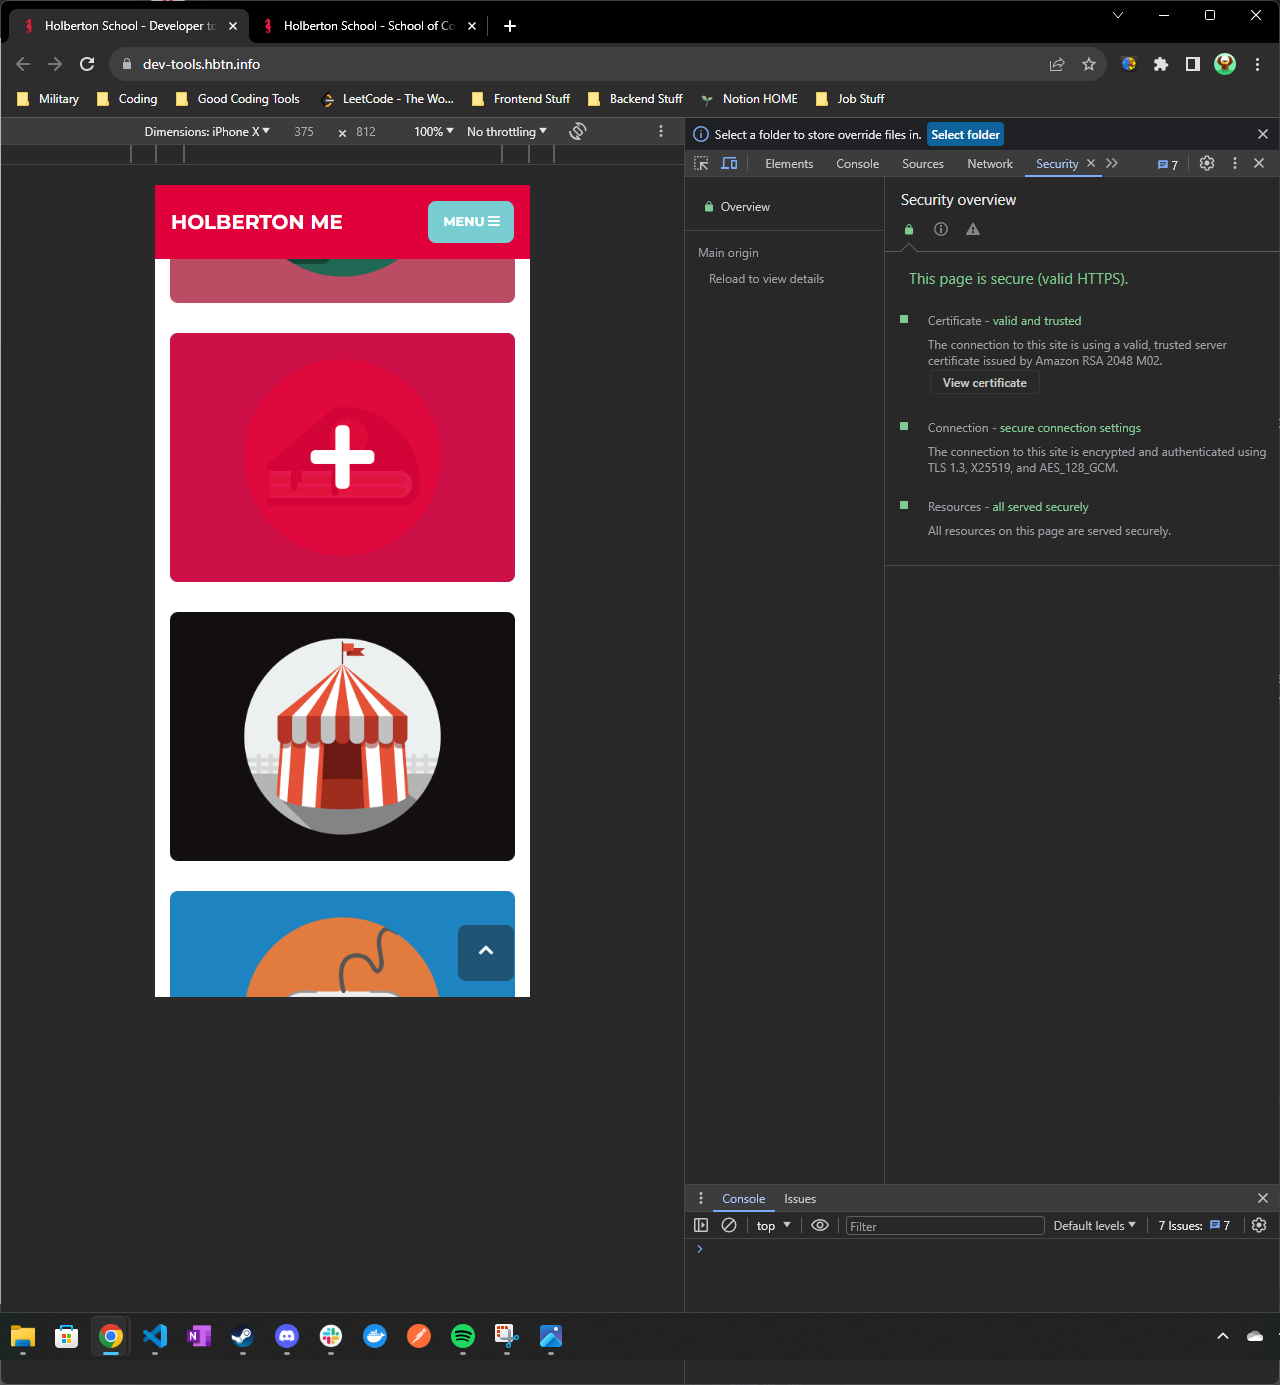 Holberton School - Developer to
Holberton School - School of Co
dev-tools.hbtn.info
Military
Coding
Good Coding Tools
LeetCode - The Wo...
Frontend Stuff
Backend Stuff
Notion HOME
Job Stuff
Dimensions: iPhone X
375
×
812
100%
No throttling
HOLBERTON ME
MENU
Select a folder to store override files in.
Select folder
Elements
Console
Sources
Network
Security
7
Overview
Main origin
Reload to view details
Security overview
This page is secure (valid HTTPS).
Certificate - valid and trusted
The connection to this site is using a valid, trusted server
certificate issued by Amazon RSA 2048 M02.
View certificate
Connection - secure connection settings
The connection to this site is encrypted and authenticated using
TLS 1.3, X25519, and AES_128_GCM.
Resources - all served securely
All resources on this page are served securely.
Console
Issues
top
Filter
Default levels
7 Issues:
7
N